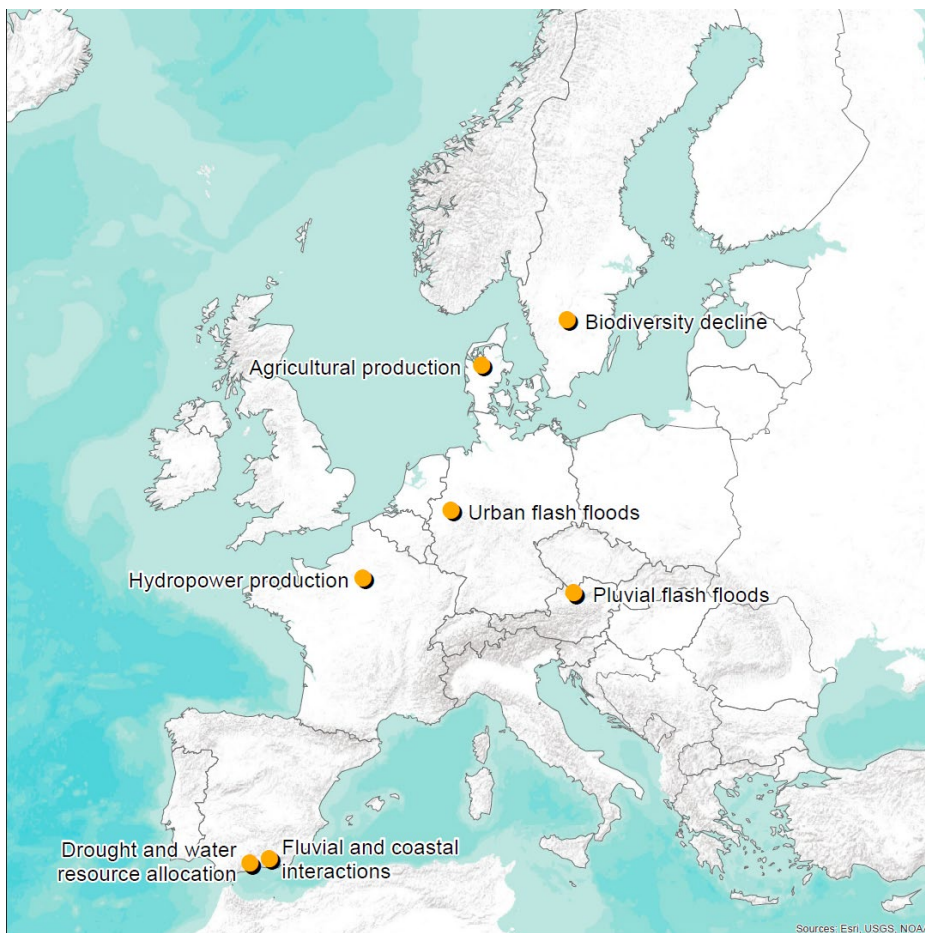 Biodiversity decline
Agricultural production
Urban flash floods
Hydropower production
Pluvial flash floods
Drought and water
resource allocation
Fluvial and coastal
interactions
Sources: Esri, USGS, NOAA